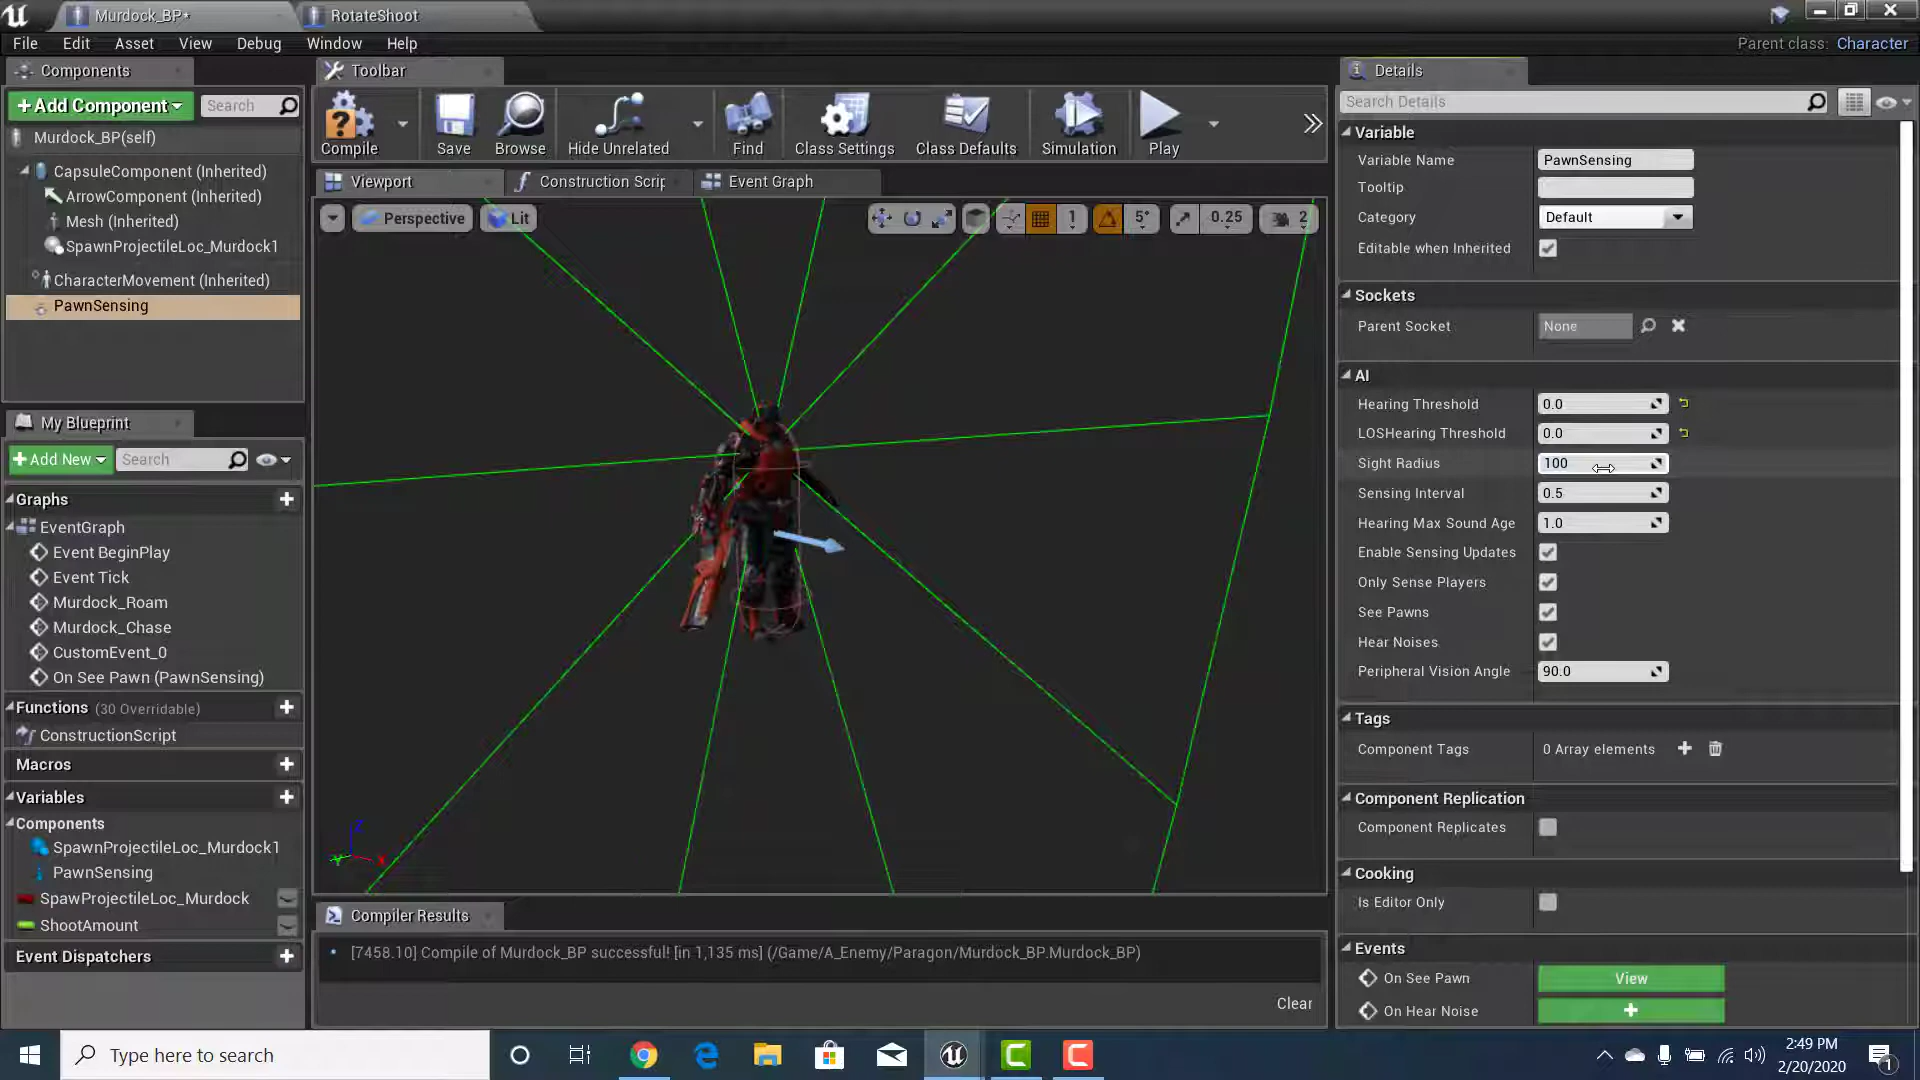 Murdock_BP*
RotateShoot
File Edit Asset View Debug Window Help
Parent class: Character
Components
Toolbar
Details
+Add Component
Search
Search Details
Murdock_BP(self)
CapsuleComponent (Inherited)
ArrowComponent (Inherited)
Mesh (Inherited)
SpawnProjectileLoc_Murdock1
CharacterMovement (Inherited)
PawnSensing
Compile
Save
Browse
Hide Unrelated
Find
Class Settings
Class Defaults
Simulation
Play
Viewport
Construction Scrip
Event Graph
Perspective
Lit
1
5°
0.25
2
Z
Y
X
My Blueprint
+Add New
Search
Graphs
EventGraph
Event BeginPlay
Event Tick
Murdock_Roam
Murdock_Chase
CustomEvent_0
On See Pawn (PawnSensing)
Functions (30 Overridable)
ConstructionScript
Macros
Variables
Components
SpawnProjectileLoc_Murdock1
PawnSensing
SpawProjectileLoc_Murdock
ShootAmount
Event Dispatchers
Compiler Results
[7458.10] Compile of Murdock_BP successful! [in 1,135 ms] (/Game/A_Enemy/Paragon/Murdock_BP.Murdock_BP)
Clear
Variable
Variable Name PawnSensing
Tooltip
Category Default
Editable when Inherited
Sockets
Parent Socket None
AI
Hearing Threshold 0.0
LOSHearing Threshold 0.0
Sight Radius 100
Sensing Interval 0.5
Hearing Max Sound Age 1.0
Enable Sensing Updates
Only Sense Players
See Pawns
Hear Noises
Peripheral Vision Angle 90.0
Tags
Component Tags 0 Array elements
Component Replication
Component Replicates
Cooking
Is Editor Only
Events
On See Pawn View
On Hear Noise +
Type here to search
2:49 PM
2/20/2020
1